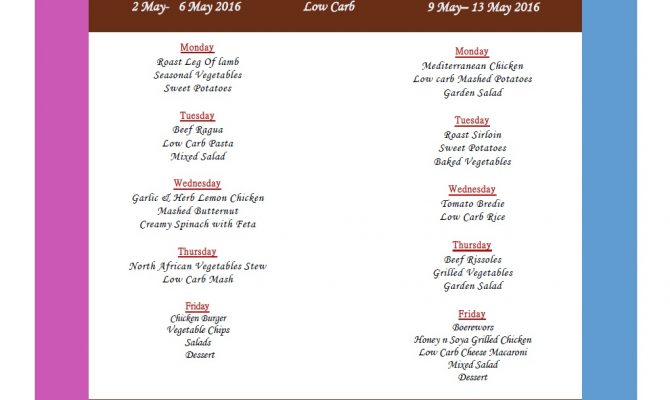 2 May- 6 May 2016
Low Carb
9 May– 13 May 2016
Monday
Roast Leg Of lamb
Seasonal Vegetables
Sweet Potatoes
Tuesday
Beef Ragua
Low Carb Pasta
Mixed Salad
Wednesday
Garlic & Herb Lemon Chicken
Mashed Butternut
Creamy Spinach with Feta
Thursday
North African Vegetables Stew
Low Carb Mash
Friday
Chicken Burger
Vegetable Chips
Salads
Dessert
Monday
Mediterranean Chicken
Low carb Mashed Potatoes
Garden Salad
Tuesday
Roast Sirloin
Sweet Potatoes
Baked Vegetables
Wednesday
Tomato Bredie
Low Carb Rice
Thursday
Beef Rissoles
Grilled Vegetables
Garden Salad
Friday
Boerewors
Honey n Soya Grilled Chicken
Low Carb Cheese Macaroni
Mixed Salad
Dessert